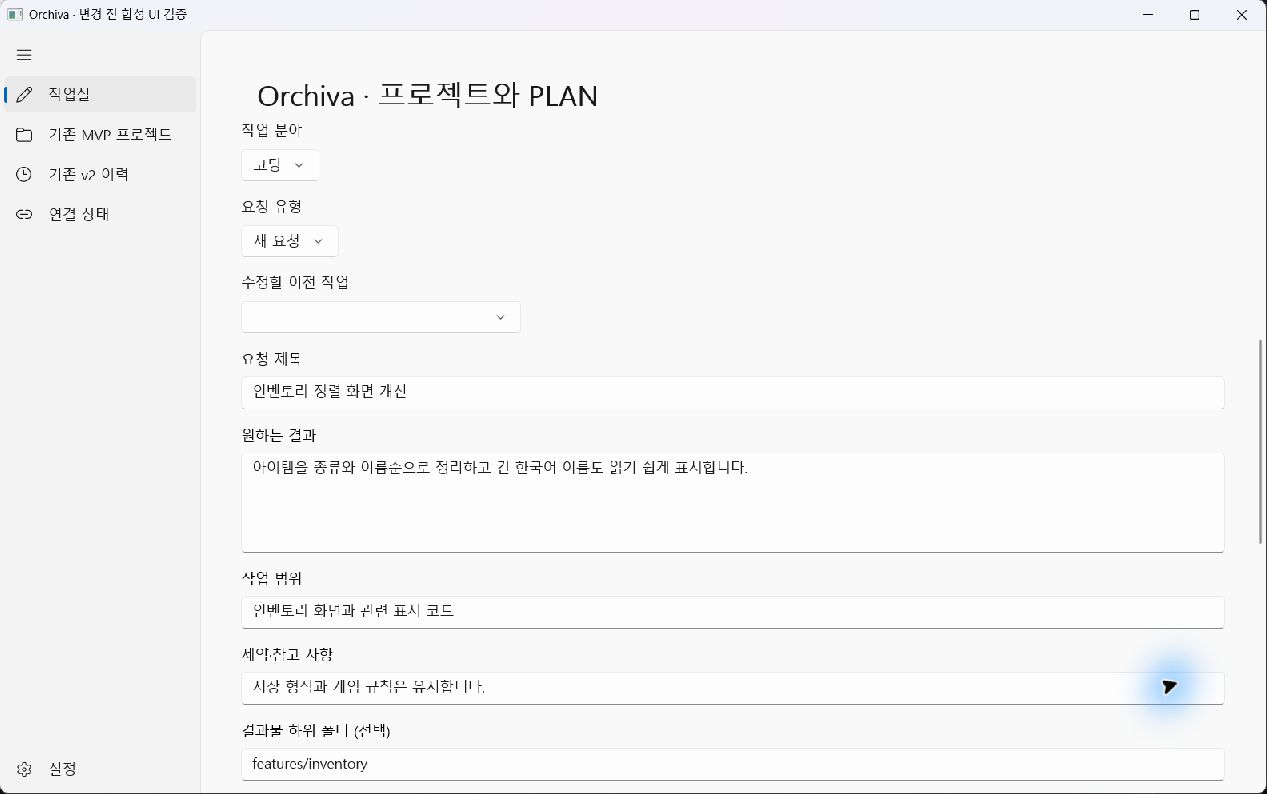 Orchiva · 변경 전 합성 UI 검증
작업실
기존 MVP 프로젝트
기존 v2 이력
연결 상태
설정
Orchiva · 프로젝트와 PLAN
작업 분야
코딩
요청 유형
새 요청
수정할 이전 작업
요청 제목
인벤토리 정렬 화면 개선
원하는 결과
아이템을 종류와 이름순으로 정리하고 긴 한국어 이름도 읽기 쉽게 표시합니다.
작업 범위
인벤토리 화면과 관련 표시 코드
제약·참고 사항
저장 형식과 게임 규칙은 유지합니다.
결과물 하위 폴더 (선택)
features/inventory